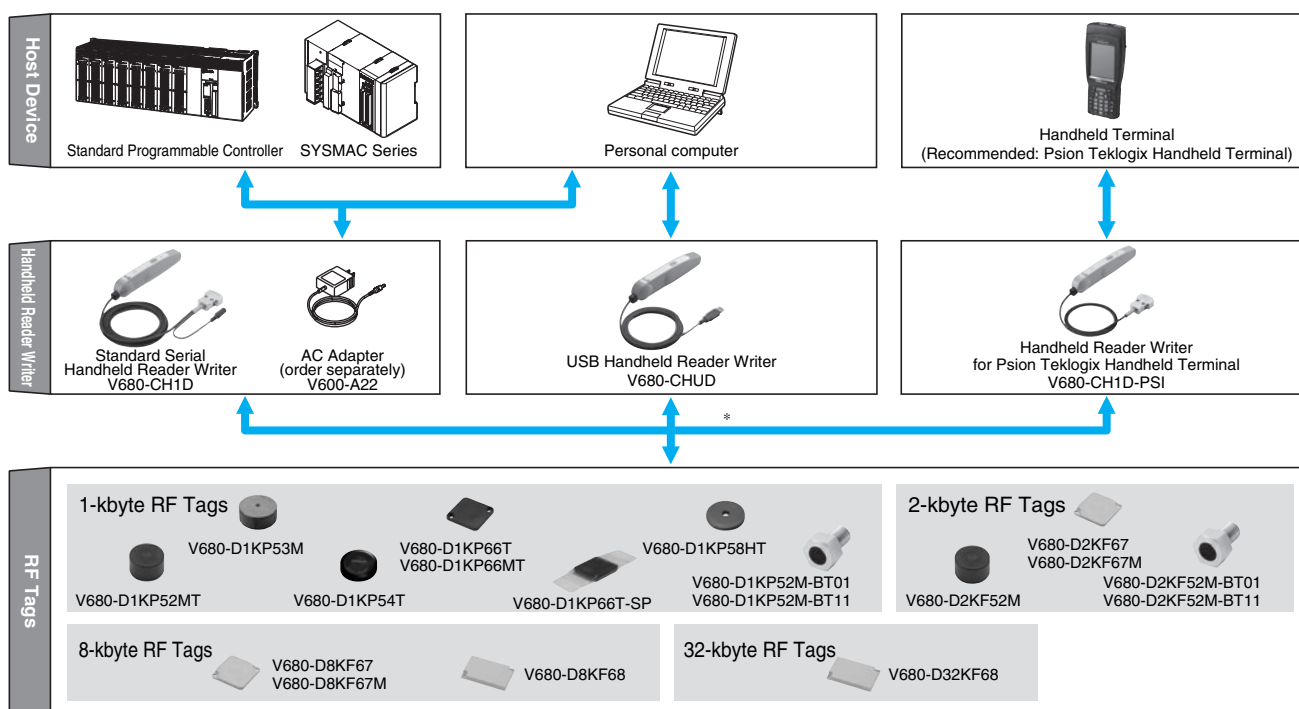 Host Device
Standard Programmable Controller
SYSMAC Series
Personal computer
Handheld Terminal
(Recommended: Psion Teklogix Handheld Terminal)
Handheld Reader Writer
Standard Serial
Handheld Reader Writer
V680-CH1D
AC Adapter
(order separately)
V600-A22
USB Handheld Reader Writer
V680-CHUD
Handheld Reader Writer
for Psion Teklogix Handheld Terminal
V680-CH1D-PSI
*
RF Tags
1-kbyte RF Tags
V680-D1KP53M
V680-D1KP66T
V680-D1KP66MT
V680-D1KP58HT
V680-D1KP52MT
V680-D1KP54T
V680-D1KP66T-SP
V680-D1KP52M-BT01
V680-D1KP52M-BT11
2-kbyte RF Tags
V680-D2KF67
V680-D2KF67M
V680-D2KF52M
V680-D2KF52M-BT01
V680-D2KF52M-BT11
8-kbyte RF Tags
V680-D8KF67
V680-D8KF67M
V680-D8KF68
32-kbyte RF Tags
V680-D32KF68